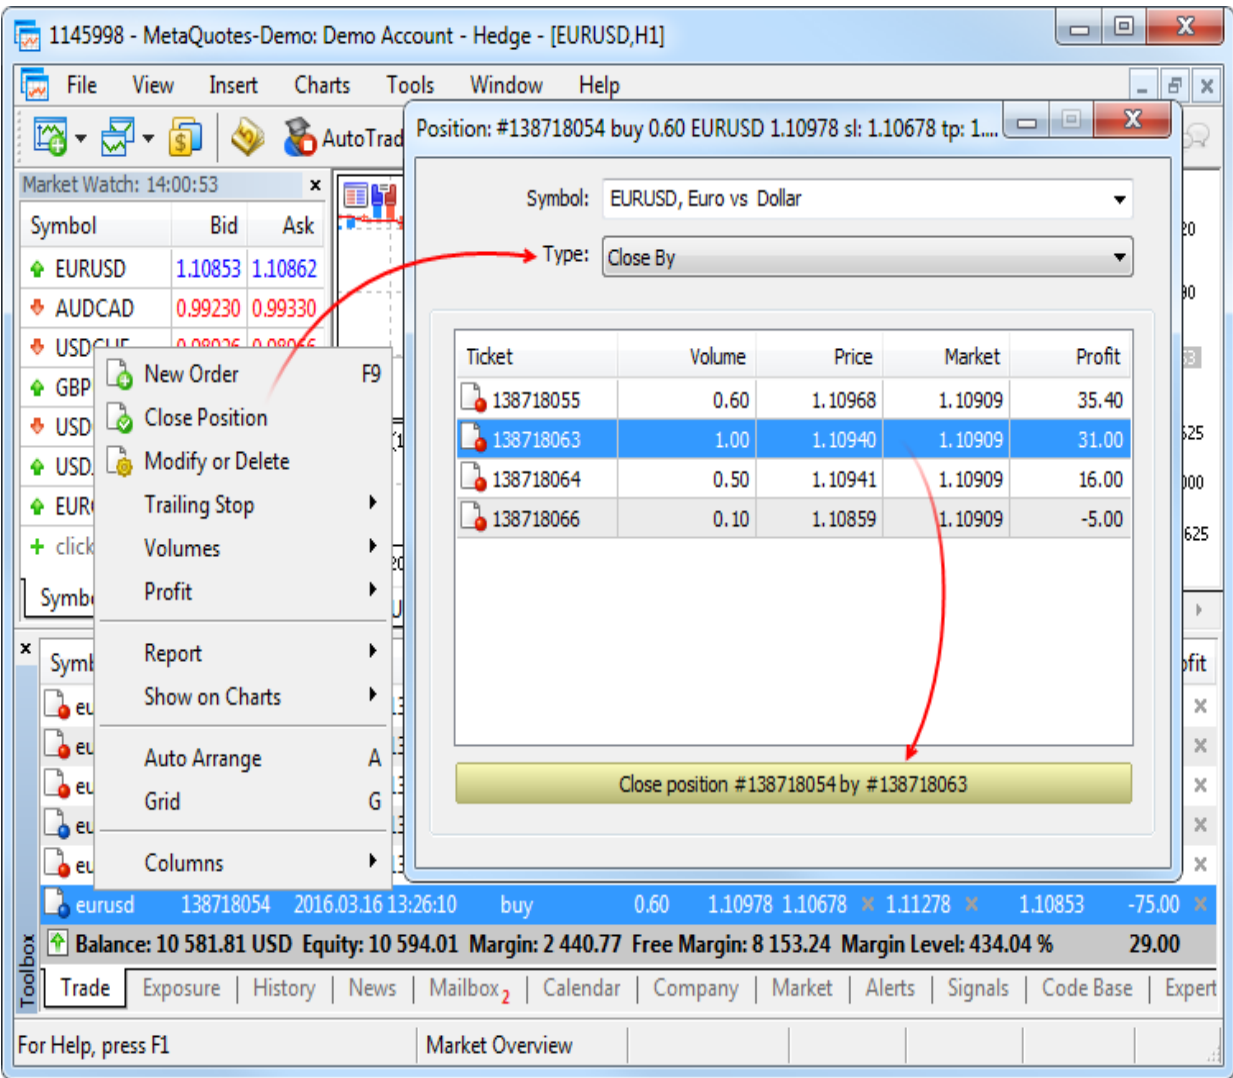 1145998 - MetaQuotes-Demo: Demo Account - Hedge - [EURUSD,H1]
File View Insert Charts Tools Window Help
AutoTrad
Market Watch: 14:00:53
Symbol Bid Ask
EURUSD 1.10853 1.10862
AUDCAD 0.99230 0.99330
GBP
USD
EUR
click
New Order F9
Close Position
Modify or Delete
Trailing Stop
Volumes
Profit
Report
Show on Charts
Auto Arrange A
Grid G
Columns
Position: #138718054 buy 0.60 EURUSD 1.10978 sl: 1.10678 tp: 1....
Symbol: EURUSD, Euro vs Dollar
Type: Close By
Ticket Volume Price Market Profit
138718055 0.60 1.10968 1.10909 35.40
138718063 1.00 1.10940 1.10909 31.00
138718064 0.50 1.10941 1.10909 16.00
138718066 0.10 1.10859 1.10909 -5.00
Close position #138718054 by #138718063
eurusd 138718054 2016.03.16 13:26:10 buy 0.60 1.10978 1.10678 1.11278 1.10853 -75.00
Balance: 10 581.81 USD Equity: 10 594.01 Margin: 2 440.77 Free Margin: 8 153.24 Margin Level: 434.04 % 29.00
Toolbox
Trade Exposure | History | News | Mailbox 2 | Calendar | Company | Market | Alerts | Signals | Code Base | Expert
For Help, press F1 Market Overview